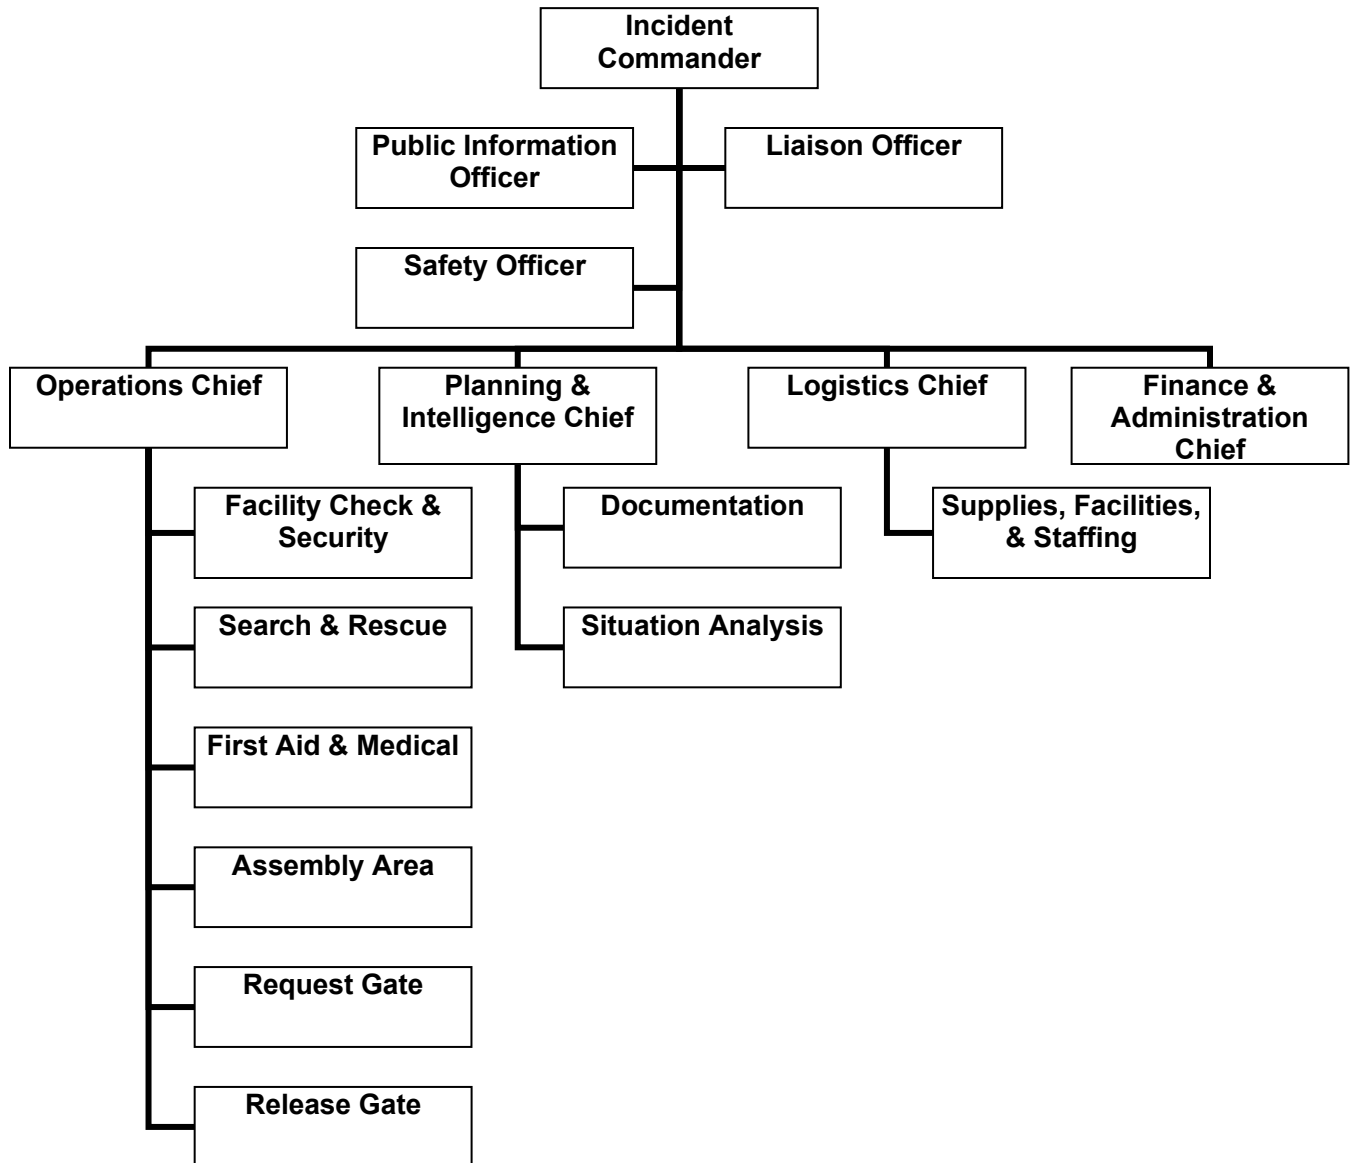 Incident
Commander
Public Information
Officer
Liaison Officer
Safety Officer
Operations Chief
Planning &
Intelligence Chief
Logistics Chief
Finance &
Administration
Chief
Facility Check &
Security
Documentation
Supplies, Facilities,
& Staffing
Search & Rescue
Situation Analysis
First Aid & Medical
Assembly Area
Request Gate
Release Gate